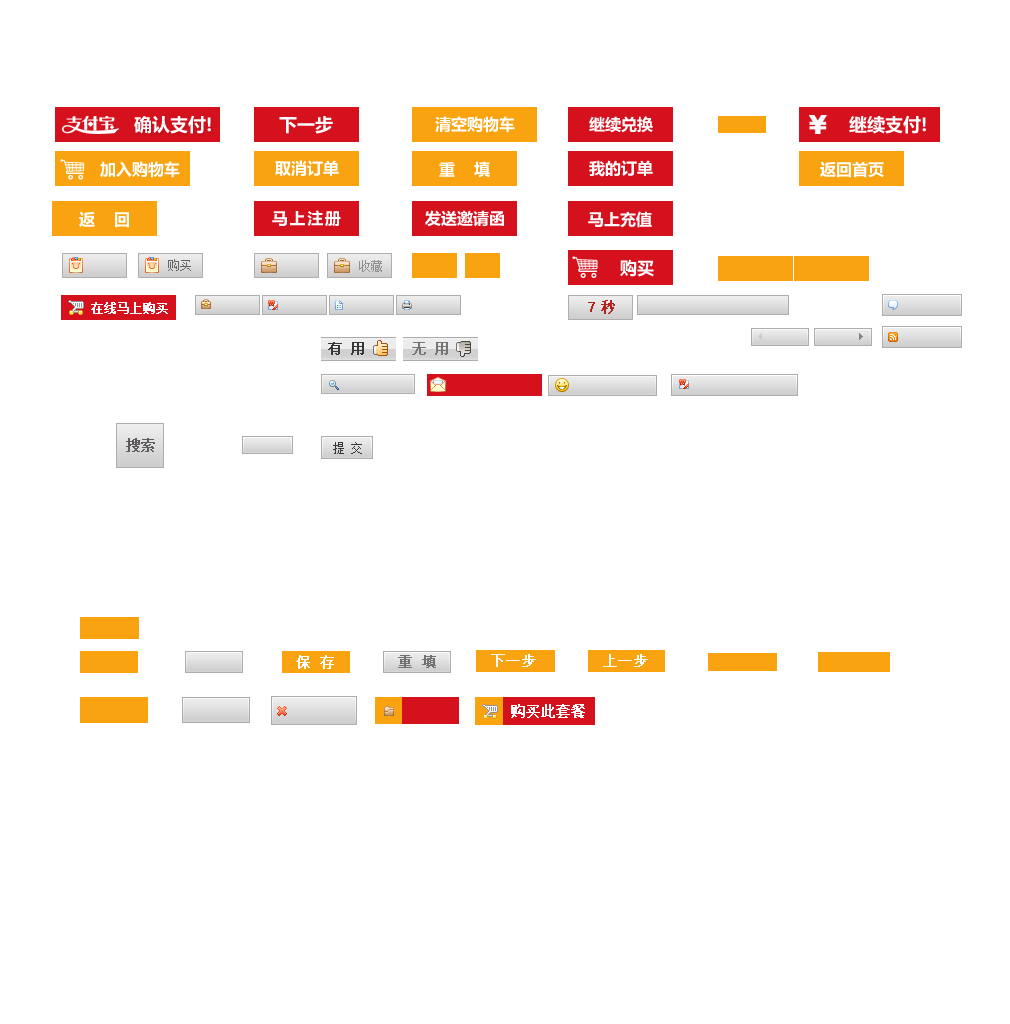 支付宝 确认支付!
下一步
清空购物车
继续兑换
¥ 继续支付!
加入购物车
取消订单
重 填
我的订单
返回首页
返 回
马上注册
发送邀请函
马上充值
购买
收藏
购买
在线马上购买
7 秒
有 用
无 用
搜索
提 交
保 存
重 填
下一步
上一步
购买此套餐